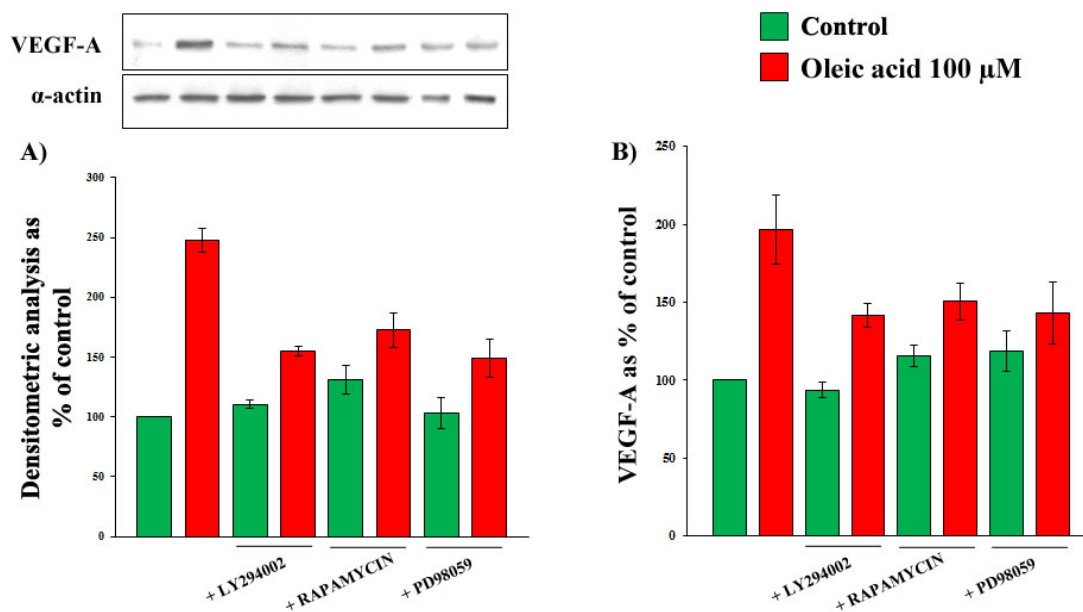 VEGF-A
α-actin
Control
Oleic acid 100 μM
A)
Densitometric analysis as
% of control
300
250
200
150
100
50
0
+ LY294002
+ RAPAMYCIN
+ PD98059
B)
VEGF-A as % of control
250
200
150
100
50
0
+ LY294002
+ RAPAMYCIN
+ PD98059